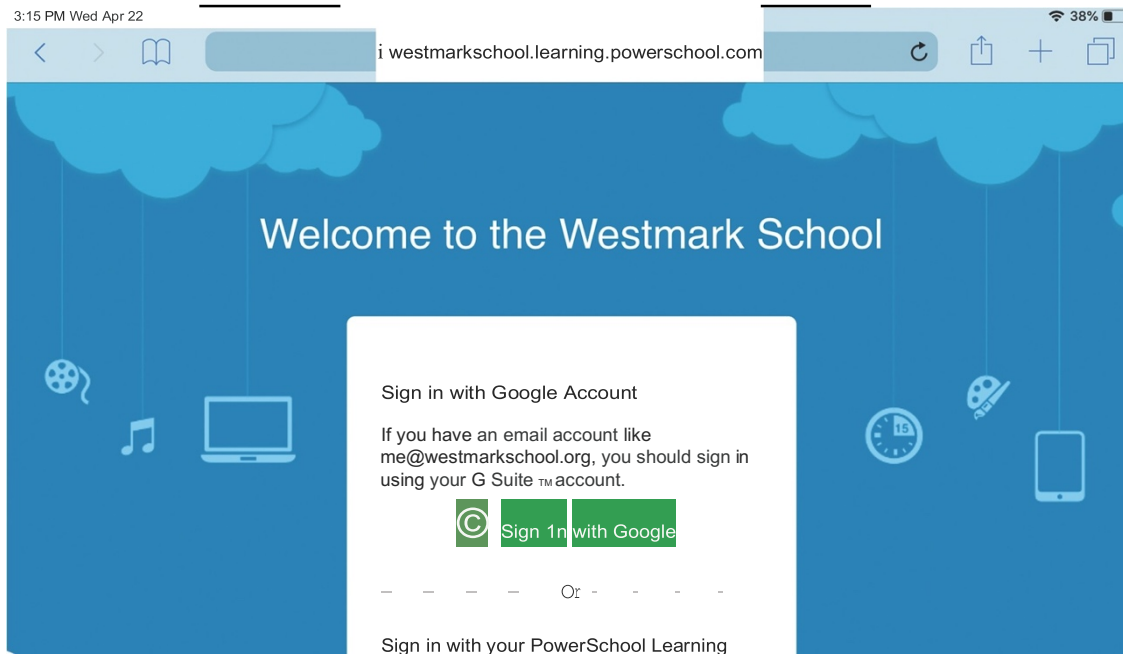 3:15 PM Wed Apr 22
38%
i westmarkschool.learning.powerschool.com
Welcome to the Westmark School
15
Sign in with Google Account
If you have an email account like
me@westmarkschool.org, you should sign in
using your G Suite TM account.
© Sign 1n with Google
Or
Sign in with your PowerSchool Learning